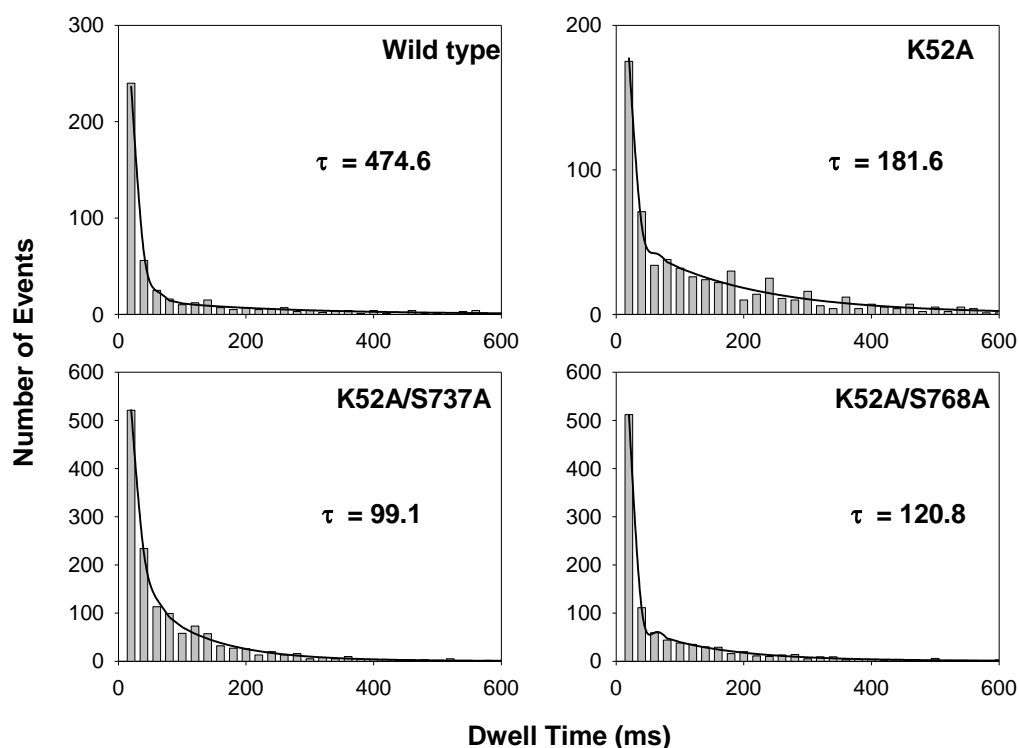 300
Wild type
200
τ = 474.6
100
0
0 200 400 600
200
K52A
τ = 181.6
100
0
0 200 400 600
Number of Events
600
K52A/S737A
500
400
300
τ = 99.1
200
100
0
0 200 400 600
600
K52A/S768A
500
400
300
τ = 120.8
200
100
0
0 200 400 600
Dwell Time (ms)